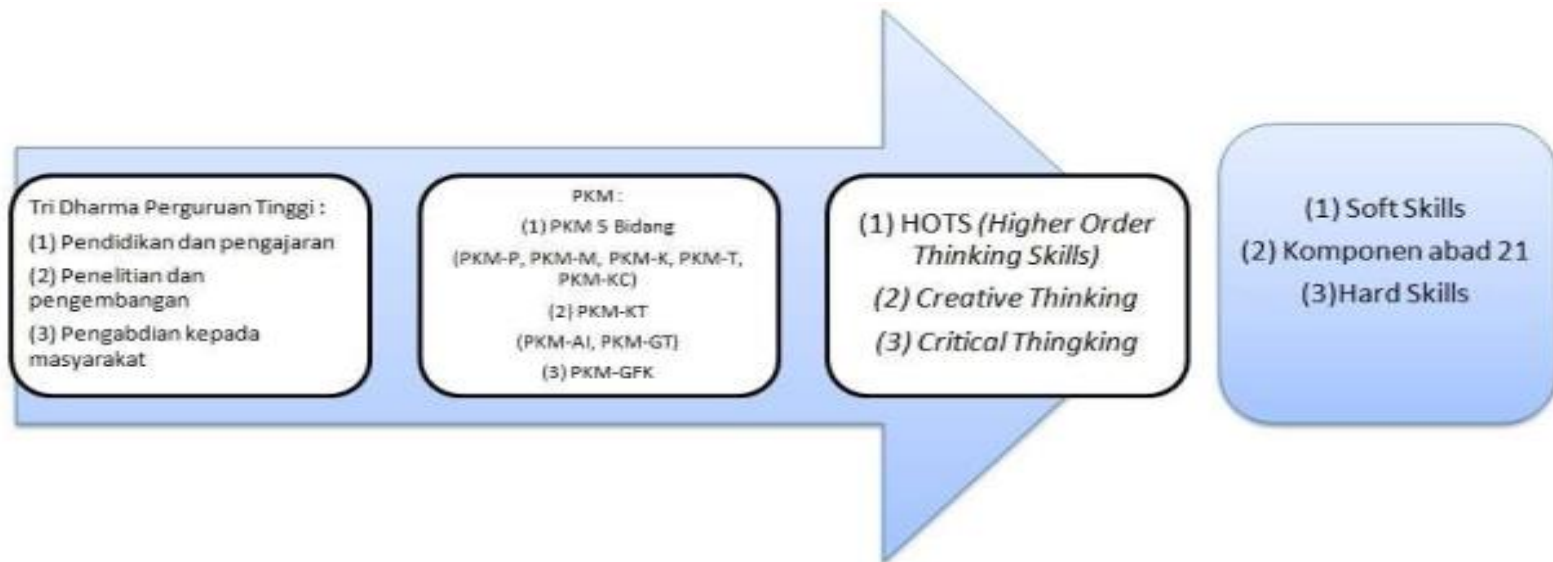 Tri Dharma Perguruan Tinggi :
(1) Pendidikan dan pengajaran
(2) Penelitian dan
pengembangan
(3) Pengabdian kepada
masyarakat
PKM :
(1) PKM 5 Bidang
(PKM-P, PKM-M, PKM-K, PKM-T,
PKM-KC)
(2) PKM-KT
(PKM-AI, PKM-GT)
(3) PKM-GFK
(1) HOTS (Higher Order
Thinking Skills)
(2) Creative Thinking
(3) Critical Thingking
(1) Soft Skills
(2) Komponen abad 21
(3)Hard Skills